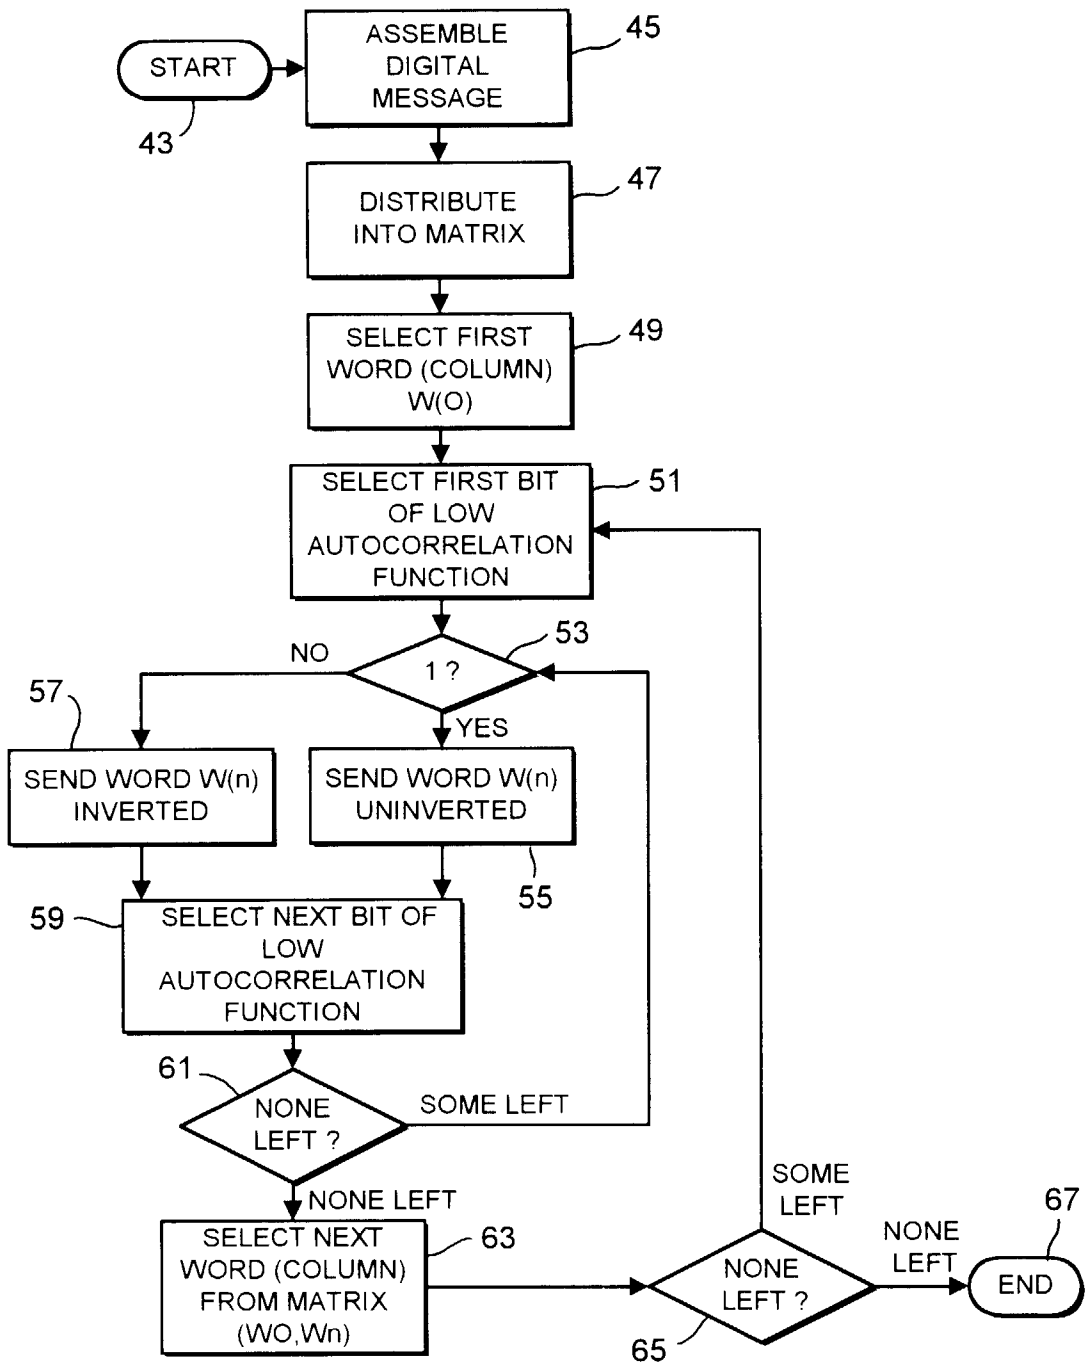 START
43
ASSEMBLE
DIGITAL
MESSAGE
45
DISTRIBUTE
INTO MATRIX
47
SELECT FIRST
WORD (COLUMN)
W(O)
49
SELECT FIRST BIT
OF LOW
AUTOCORRELATION
FUNCTION
51
1 ?
53
NO
YES
57
SEND WORD W(n)
INVERTED
SEND WORD W(n)
UNINVERTED
55
59
SELECT NEXT BIT OF
LOW
AUTOCORRELATION
FUNCTION
61
NONE
LEFT ?
SOME LEFT
NONE LEFT
SELECT NEXT
WORD (COLUMN)
FROM MATRIX
(WO,Wn)
63
NONE
LEFT ?
65
SOME
LEFT
NONE
LEFT
67
END